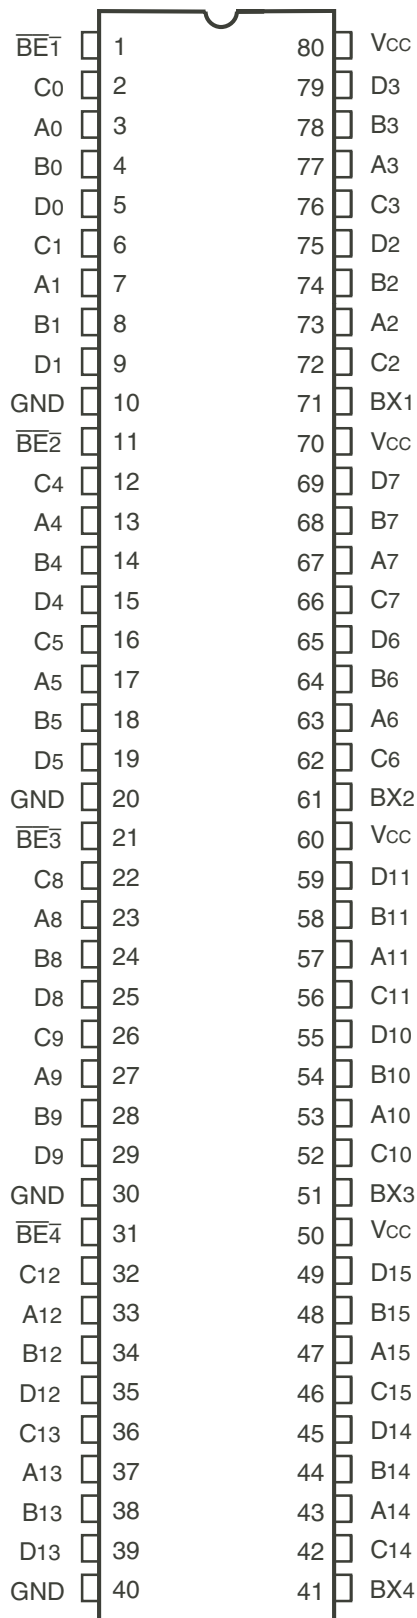 BE1 1 80 VCC
C0 2 79 D3
A0 3 78 B3
B0 4 77 A3
D0 5 76 C3
C1 6 75 D2
A1 7 74 B2
B1 8 73 A2
D1 9 72 C2
GND 10 71 BX1
BE2 11 70 VCC
C4 12 69 D7
A4 13 68 B7
B4 14 67 A7
D4 15 66 C7
C5 16 65 D6
A5 17 64 B6
B5 18 63 A6
D5 19 62 C6
GND 20 61 BX2
BE3 21 60 VCC
C8 22 59 D11
A8 23 58 B11
B8 24 57 A11
D8 25 56 C11
C9 26 55 D10
A9 27 54 B10
B9 28 53 A10
D9 29 52 C10
GND 30 51 BX3
BE4 31 50 VCC
C12 32 49 D15
A12 33 48 B15
B12 34 47 A15
D12 35 46 C15
C13 36 45 D14
A13 37 44 B14
B13 38 43 A14
D13 39 42 C14
GND 40 41 BX4